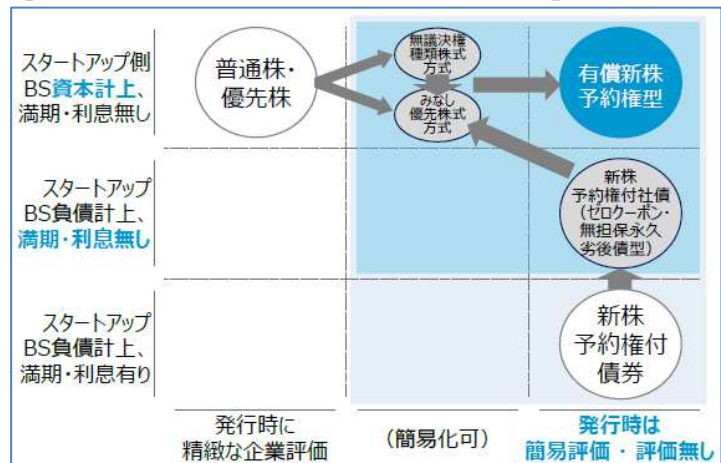 スタートアップ側
BS資本計上、
満期・利息無し
普通株・
優先株
無議決権
種類株式
方式
みなし
優先株式
方式
有償新株
予約権型
スタートアップ
BS負債計上、
満期・利息無し
新株
予約権付社債
（ゼロクーポン・
無担保永久
劣後債型）
スタートアップ
BS負債計上、
満期・利息有り
新株
予約権付
債券
発行時に
精緻な企業評価
（簡易化可）
発行時は
簡易評価・評価無し